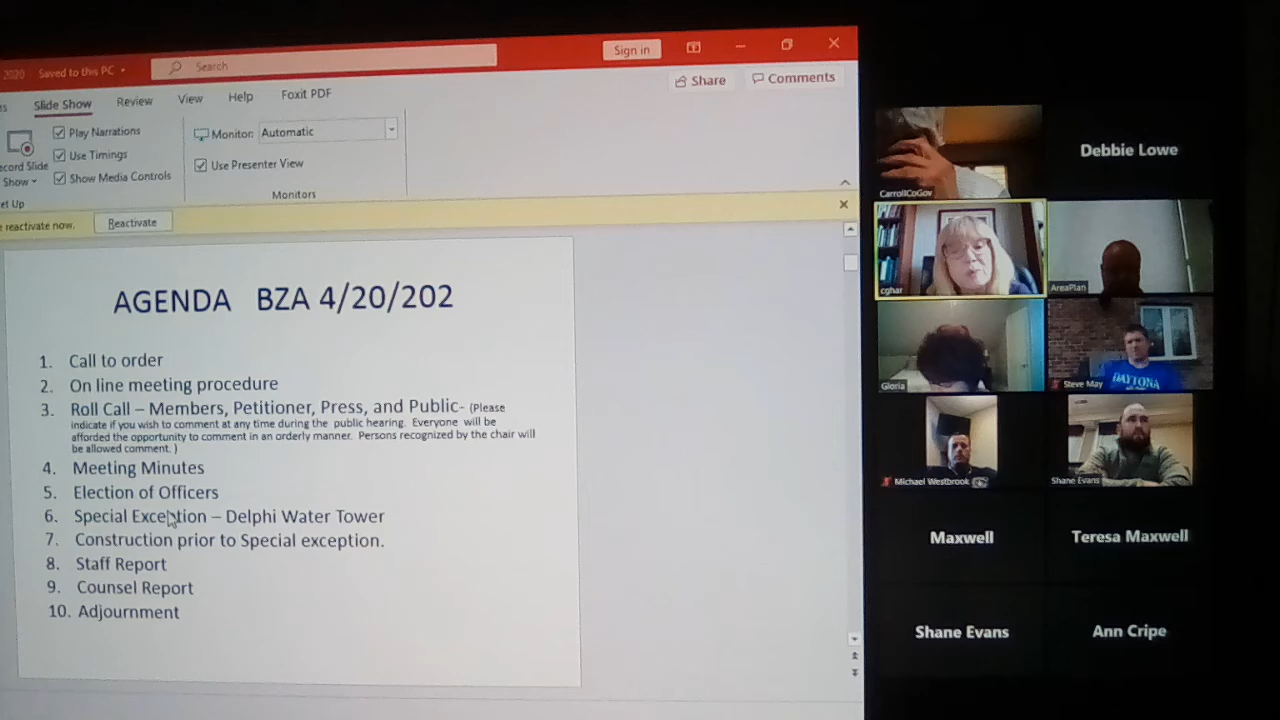 2020 - Saved to this PC
Search
Sign in
Slide Show
Review
View
Help
Foxit PDF
Share
Comments
Play Narrations
Use Timings
Show Media Controls
Slide
Show
Monitor:
Automatic
Use Presenter View
Monitors
Up
reactivate now.
Reactivate
AGENDA BZA 4/20/202
1. Call to order
2. On line meeting procedure
3. Roll Call – Members, Petitioner, Press, and Public- (Please
indicate if you wish to comment at any time during the public hearing. Everyone will be
afforded the opportunity to comment in an orderly manner. Persons recognized by the chair will
be allowed comment. )
4. Meeting Minutes
5. Election of Officers
6. Special Exception – Delphi Water Tower
7. Construction prior to Special exception.
8. Staff Report
9. Counsel Report
10. Adjournment
CarrollCoGov
Debbie Lowe
cghar
AreaPlan
Gloria
Steve May
DAYTONA
Michael Westbrook
Shane Evans
Maxwell
Teresa Maxwell
Shane Evans
Ann Cripe